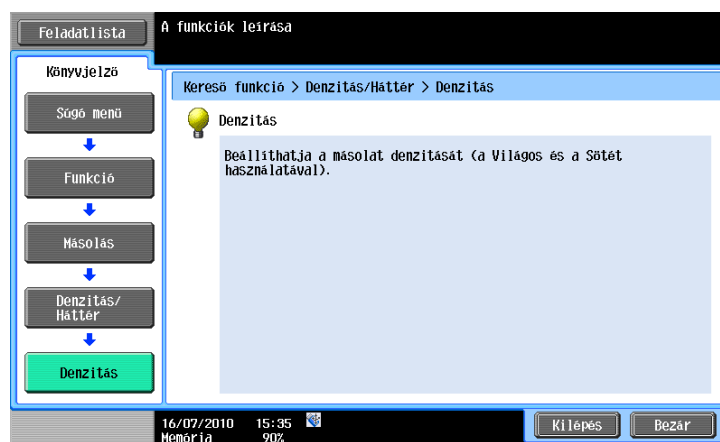 Feladatlista
A funkciók leírása
Könyvjelző
Súgó menü
Funkció
Másolás
Denzitás/
Háttér
Denzitás
Kereső funkció > Denzitás/Háttér > Denzitás
Denzitás
Beállíthatja a másolat denzitását (a Világos és a Sötét
használatával).
16/07/2010 15:35
Memória 90%
Kilépés
Bezár